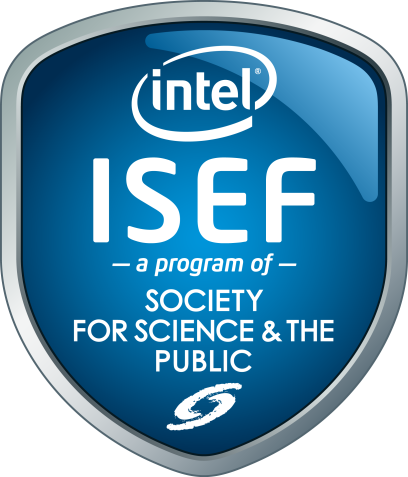 intel®
ISEF
— a program of —
SOCIETY
FOR SCIENCE & THE
PUBLIC